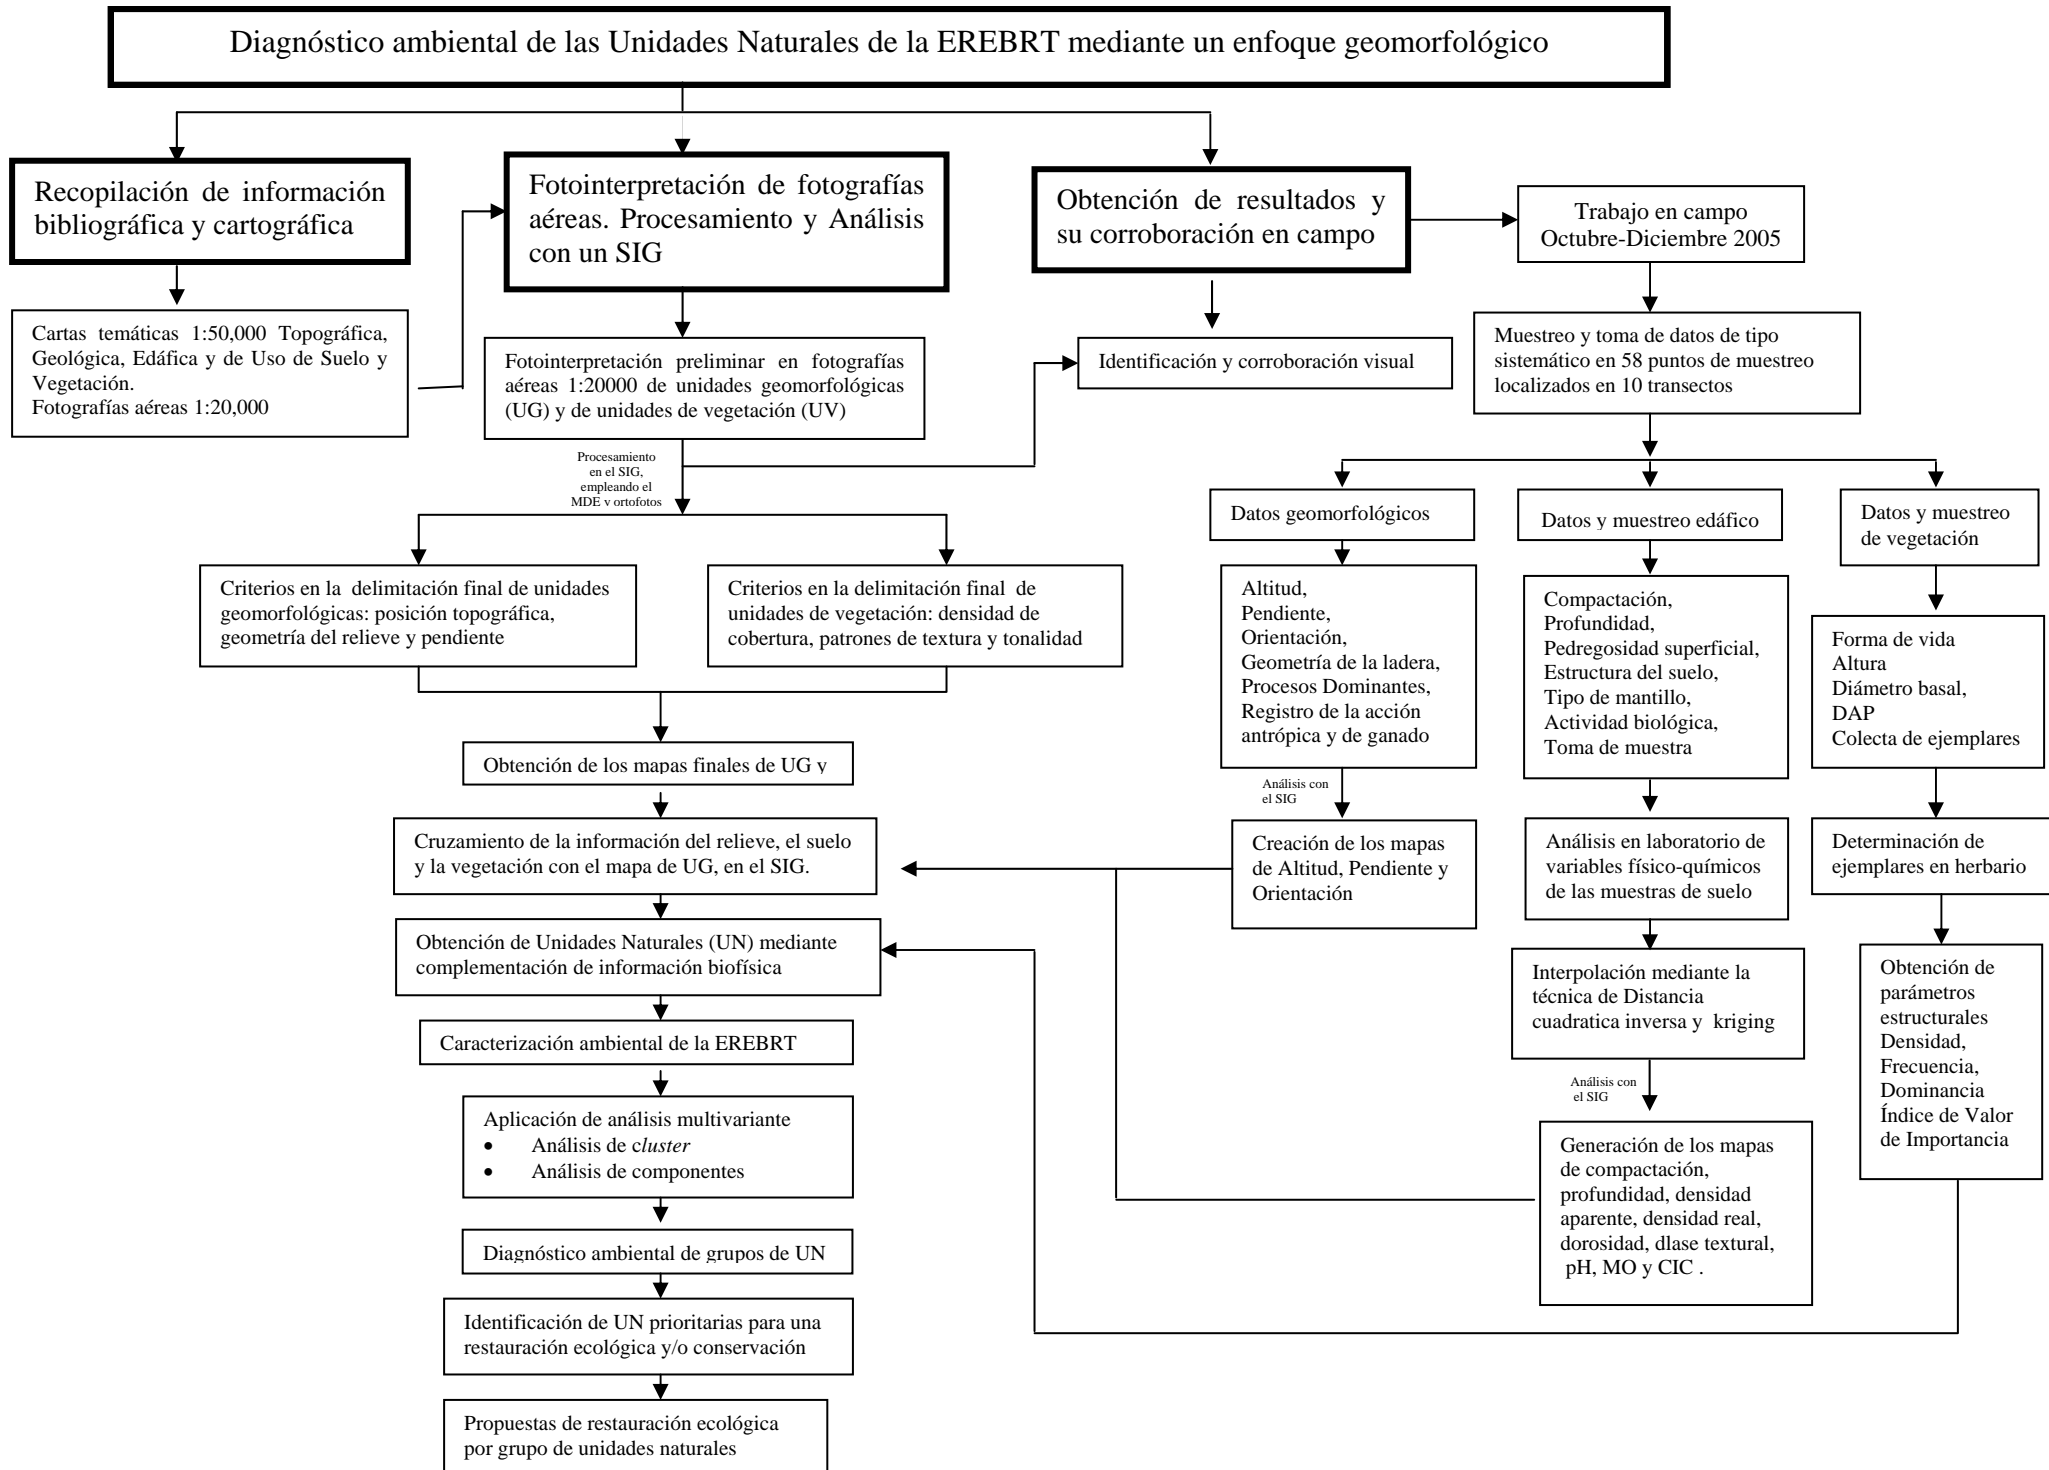 Diagnóstico ambiental de las Unidades Naturales de la EREBRT mediante un enfoque geomorfológico
Recopilación de información
bibliográfica y cartográfica
Fotointerpretación de fotografías
aéreas. Procesamiento y Análisis
con un SIG
Obtención de resultados y
su corroboración en campo
Trabajo en campo
Octubre-Diciembre 2005
Cartas temáticas 1:50,000 Topográfica,
Geológica, Edáfica y de Uso de Suelo y
Vegetación.
Fotografías aéreas 1:20,000
Fotointerpretación preliminar en fotografías
aéreas 1:20000 de unidades geomorfológicas
(UG) y de unidades de vegetación (UV)
Identificación y corroboración visual
Muestreo y toma de datos de tipo
sistemático en 58 puntos de muestreo
localizados en 10 transectos
Procesamiento
en el SIG,
empleando el
MDE y ortofotos
Datos geomorfológicos
Datos y muestreo edáfico
Datos y muestreo
de vegetación
Criterios en la  delimitación final de unidades
geomorfológicas: posición topográfica,
geometría del relieve y pendiente
Criterios en la delimitación final  de
unidades de vegetación: densidad de
cobertura, patrones de textura y tonalidad
Altitud,
Pendiente,
Orientación,
Geometría de la ladera,
Procesos Dominantes,
Registro de la acción
antrópica y de ganado
Compactación,
Profundidad,
Pedregosidad superficial,
Estructura del suelo,
Tipo de mantillo,
Actividad biológica,
Toma de muestra
Forma de vida
Altura
Diámetro basal,
DAP
Colecta de ejemplares
Obtención de los mapas finales de UG y
Análisis con
el SIG
Cruzamiento de la información del relieve, el suelo
y la vegetación con el mapa de UG, en el SIG.
Creación de los mapas
de Altitud, Pendiente y
Orientación
Análisis en laboratorio de
variables físico-químicos
de las muestras de suelo
Determinación de
ejemplares en herbario
Obtención de Unidades Naturales (UN) mediante
complementación de información biofísica
Interpolación mediante la
técnica de Distancia
cuadratica inversa y  kriging
Obtención de
parámetros
estructurales
Densidad,
Frecuencia,
Dominancia
Índice de Valor
de Importancia
Caracterización ambiental de la EREBRT
Análisis con
el SIG
Aplicación de análisis multivariante
• Análisis de cluster
• Análisis de componentes
Generación de los mapas
de compactación,
profundidad, densidad
aparente, densidad real,
dorosidad, dlase textural,
pH, MO y CIC .
Diagnóstico ambiental de grupos de UN
Identificación de UN prioritarias para una
restauración ecológica y/o conservación
Propuestas de restauración ecológica
por grupo de unidades naturales